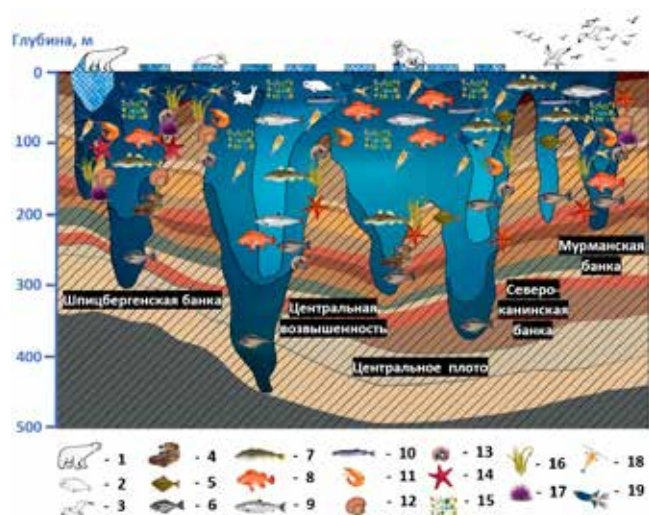 Глубина, м
0
100
200
300
400
500
Шпицбергенская банка
Центральная
возвышенность
Центральное плото
Северо-
канинская
банка
Мурманская
банка
- 1
- 2
- 3
- 4
- 5
- 6
- 7
- 8
- 9
- 10
- 11
- 12
- 13
- 14
- 15
- 16
- 17
- 18
- 19